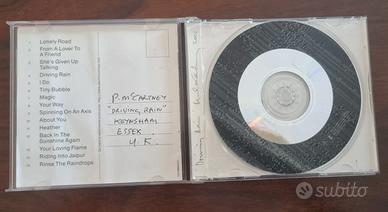 Lonely Road
From A Lover To
A Friend
She's Given Up
Talking
Driving Rain
I Do
Tiny Bubble
Magic
Your Way
Spinning On An Axis
About You
Heather
Back In The
Sunshine Again
Your Loving Flame
Riding Into Jaipur
Rinse The Raindrops
P. McCARTNEY
"DRIVING RAIN"
KEYNSHAM
ESSEX
U.K.
subito